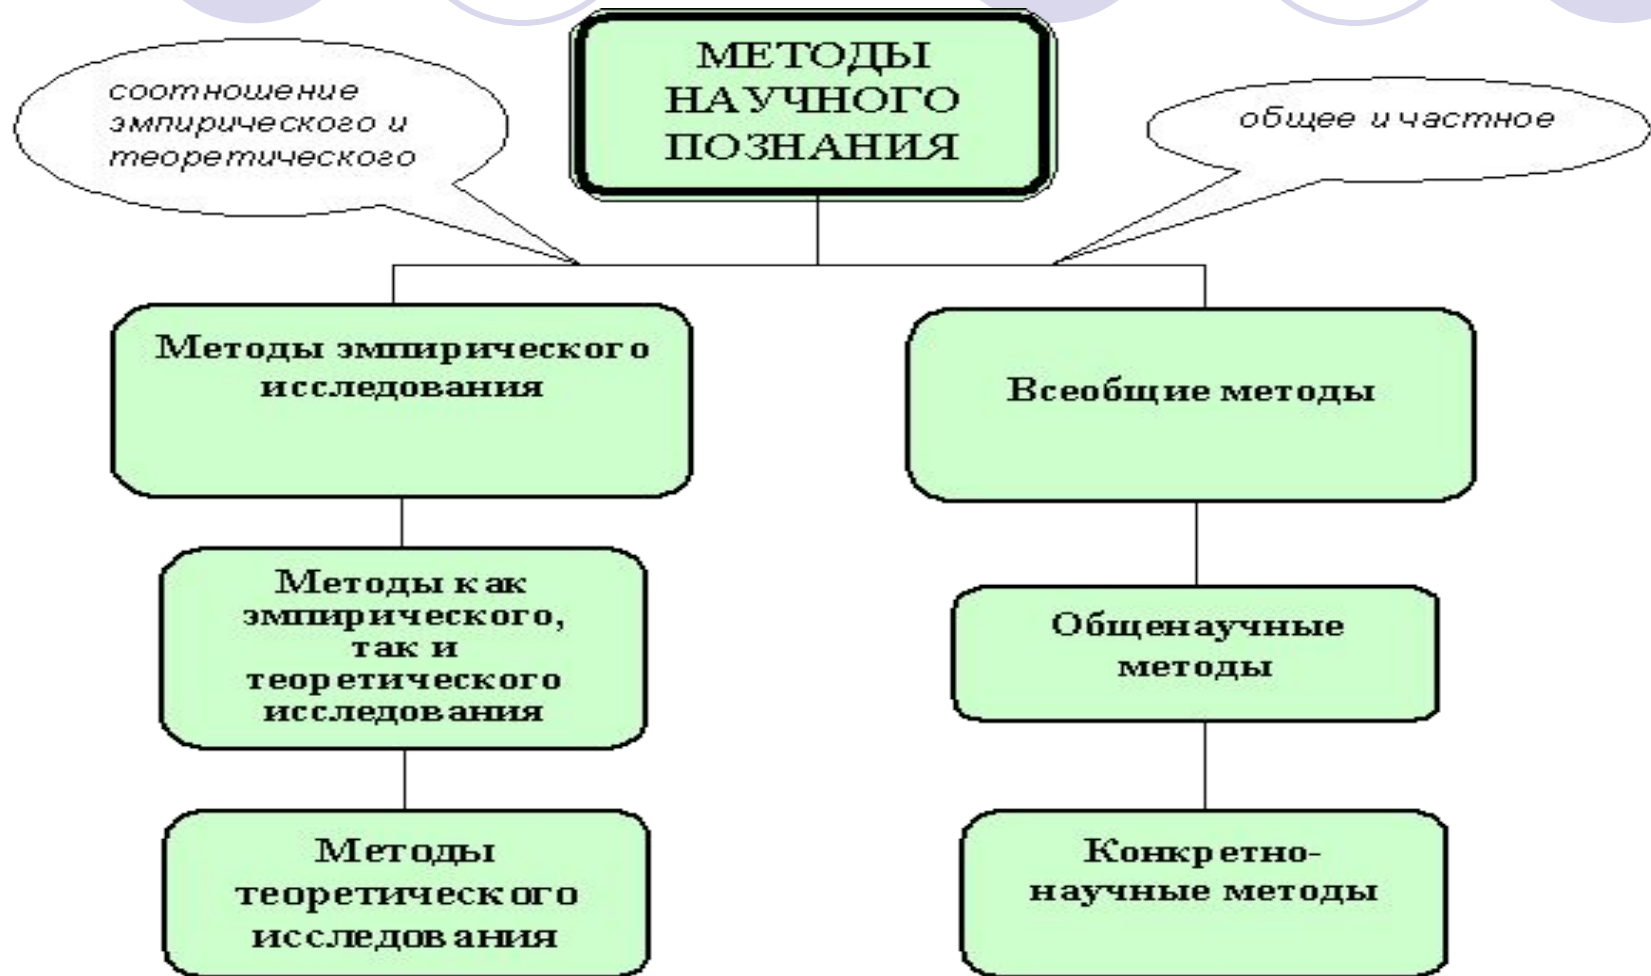 МЕТОДЫ
НАУЧНОГО
ПОЗНАНИЯ
соотношение
эмпирического и
теоретического
общее и частное
Методы эмпирического
исследования
Методы как
эмпирического,
так и
теоретического
исследования
Методы
теоретического
исследования
Всеобщие методы
Общенаучные
методы
Конкретно-
научные методы